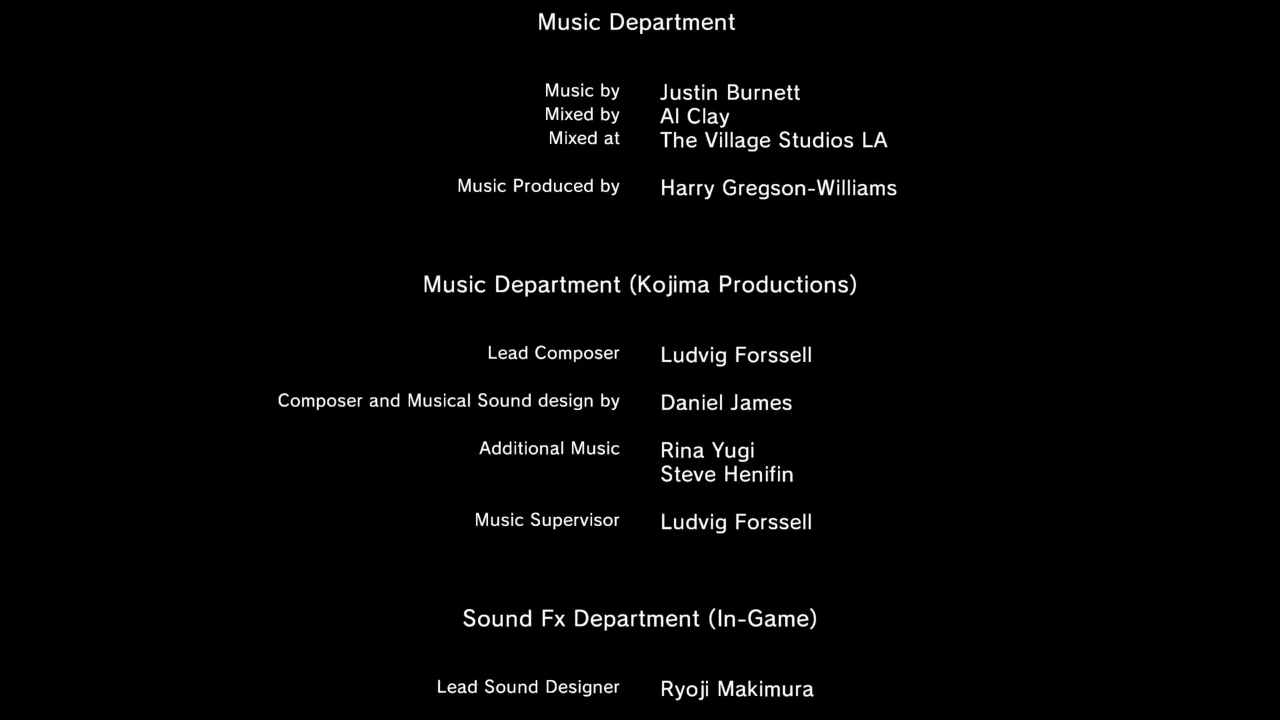 Music Department
Music by Justin Burnett
Mixed by Al Clay
Mixed at The Village Studios LA
Music Produced by Harry Gregson-Williams
Music Department (Kojima Productions)
Lead Composer Ludvig Forssell
Composer and Musical Sound design by Daniel James
Additional Music Rina Yugi
Steve Henifin
Music Supervisor Ludvig Forssell
Sound Fx Department (In-Game)
Lead Sound Designer Ryoji Makimura